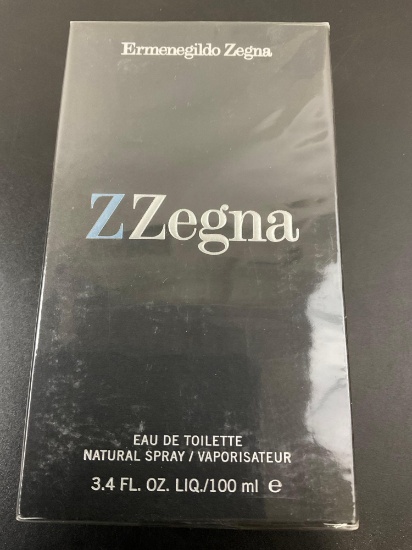 Ermenegildo Zegna
ZZegna
EAU DE TOILETTE
NATURAL SPRAY / VAPORISATEUR
3.4 FL. OZ. LIQ./100 ml ℮